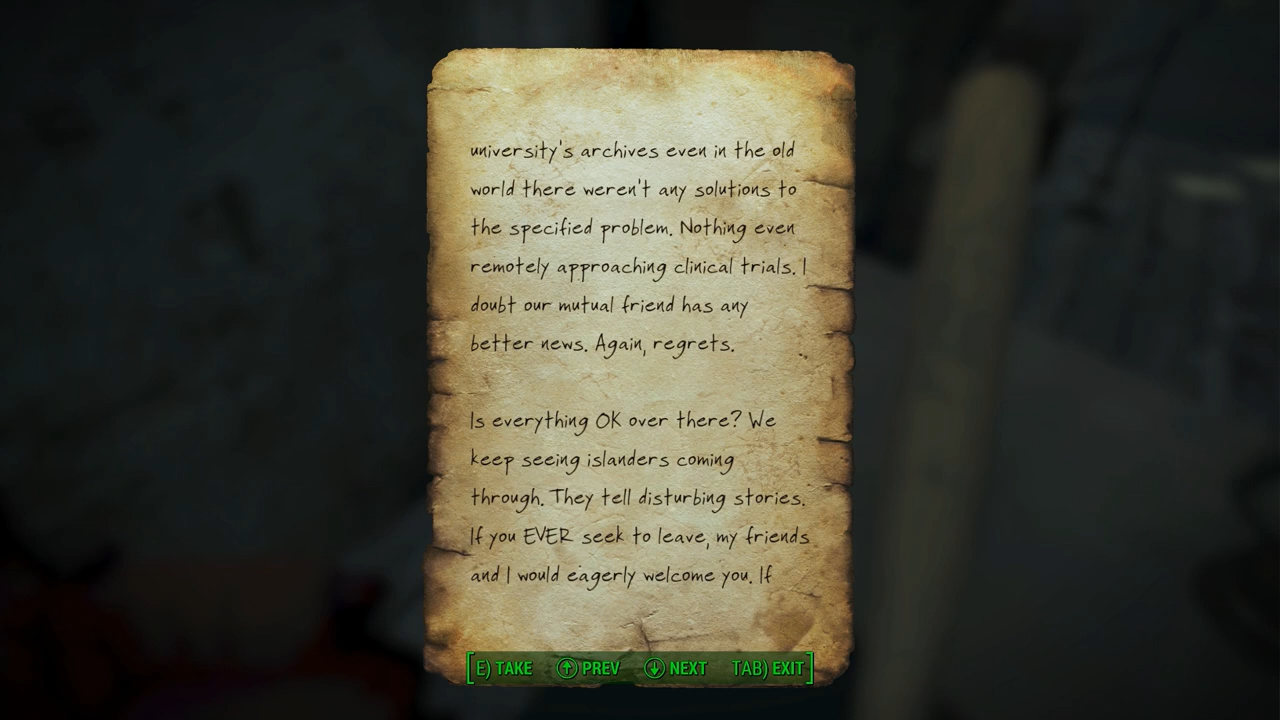 university's archives even in the old
world there weren't any solutions to
the specified problem. Nothing even
remotely approaching clinical trials. I
doubt our mutual friend has any
better news. Again, regrets.
Is everything OK over there? We
keep seeing islanders coming
through. They tell disturbing stories.
If you EVER seek to leave, my friends
and I would eagerly welcome you. If
E) TAKE PREV NEXT TAB) EXIT